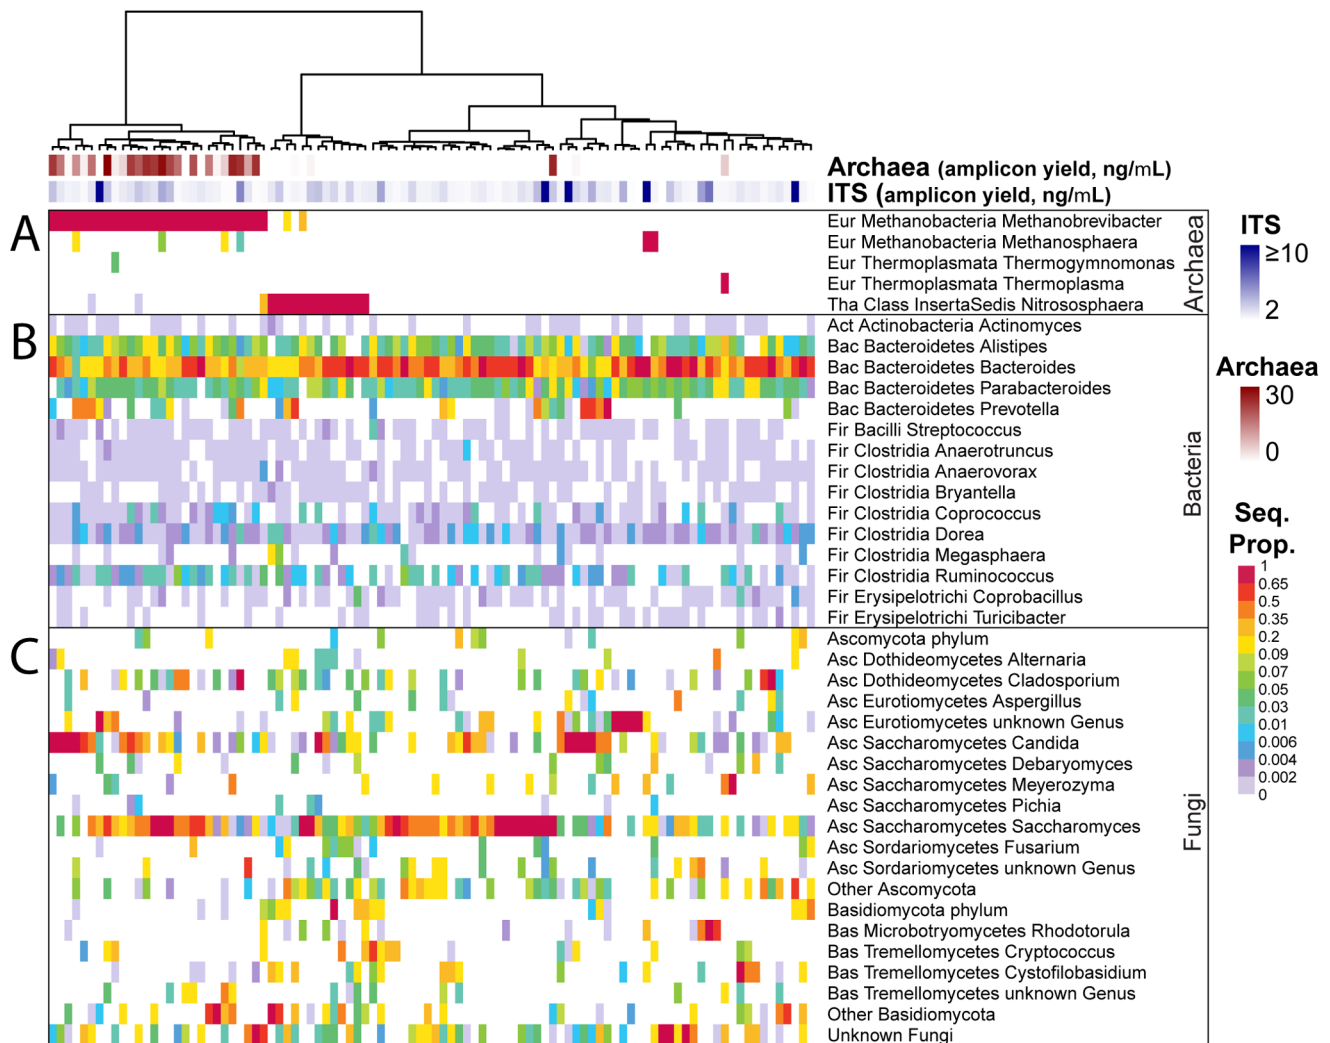 Archaea (amplicon yield, ng/mL)
ITS (amplicon yield, ng/mL)
A
Eur Methanobacteria Methanobrevibacter
Eur Methanobacteria Methanosphaera
Eur Thermoplasmata Thermogymnomonas
Eur Thermoplasmata Thermoplasma
Tha Class InsertaSedis Nitrososphaera
Archaea
B
Act Actinobacteria Actinomyces
Bac Bacteroidetes Alistipes
Bac Bacteroidetes Bacteroides
Bac Bacteroidetes Parabacteroides
Bac Bacteroidetes Prevotella
Fir Bacilli Streptococcus
Fir Clostridia Anaerotruncus
Fir Clostridia Anaerovorax
Fir Clostridia Bryantella
Fir Clostridia Coprococcus
Fir Clostridia Dorea
Fir Clostridia Megasphaera
Fir Clostridia Ruminococcus
Fir Erysipelotrichi Coprobacillus
Fir Erysipelotrichi Turicibacter
Bacteria
C
Ascomycota phylum
Asc Dothideomycetes Alternaria
Asc Dothideomycetes Cladosporium
Asc Eurotiomycetes Aspergillus
Asc Eurotiomycetes unknown Genus
Asc Saccharomycetes Candida
Asc Saccharomycetes Debaryomyces
Asc Saccharomycetes Meyerozyma
Asc Saccharomycetes Pichia
Asc Saccharomycetes Saccharomyces
Asc Sordariomycetes Fusarium
Asc Sordariomycetes unknown Genus
Other Ascomycota
Basidiomycota phylum
Bas Microbotryomycetes Rhodotorula
Bas Tremellomycetes Cryptococcus
Bas Tremellomycetes Cystofilobasidium
Bas Tremellomycetes unknown Genus
Other Basidiomycota
Unknown Fungi
Fungi
ITS
≥10
2
Archaea
30
0
Seq.
Prop.
1
0.65
0.5
0.35
0.2
0.09
0.07
0.05
0.03
0.01
0.006
0.004
0.002
0